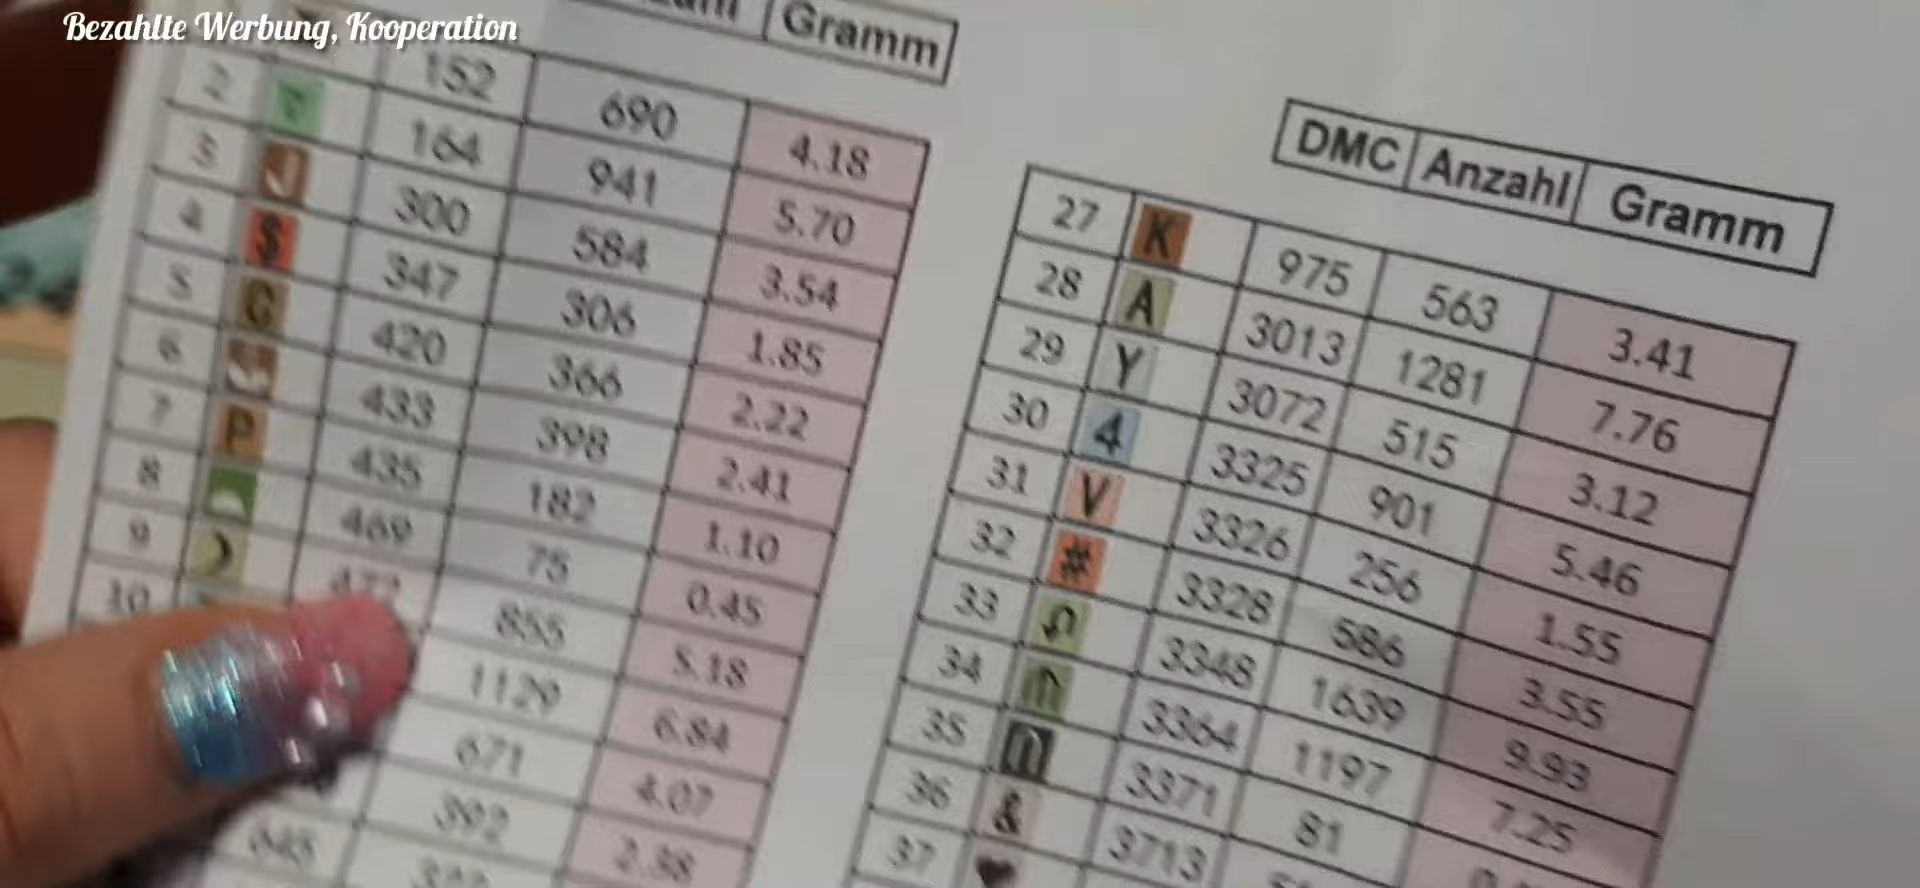 Bezahlte Werbung, Kooperation
Gramm
152 690 4.18
2 164 941 5.70
3 300 584 3.54
4 $ 347 306 1.85
5 G 420 366 2.22
6 433 398 2.41
7 P 435 182 1.10
8 469 75 0.45
9 ) 472 855 5.18
10 1129 6.84
671 4.07
392 2.38
645
DMC Anzahl Gramm
27 K 975 563 3.41
28 A 3013 1281 7.76
29 Y 3072 515 3.12
30 4 3325 901 5.46
31 V 3326 256 1.55
32 # 3328 586 3.55
33 3348 1639 9.93
34 3364 1197 7.25
35 3371 81
36 & 3713
37 ♥